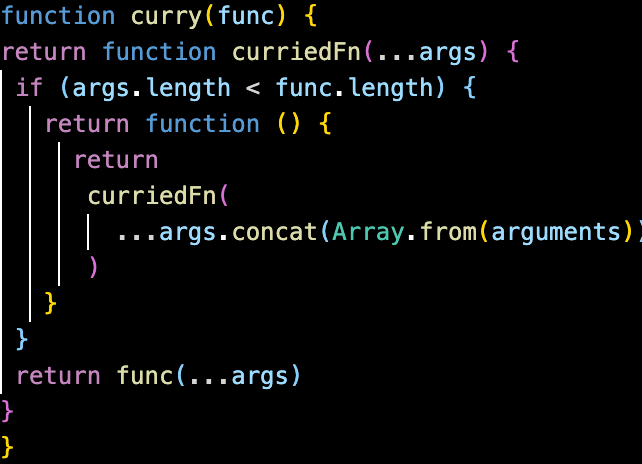 function curry(func) {
return function curriedFn(...args) {
if (args.length < func.length) {
return function () {
return
curriedFn(
...args.concat(Array.from(arguments))
)
}
}
return func(...args)
}
}